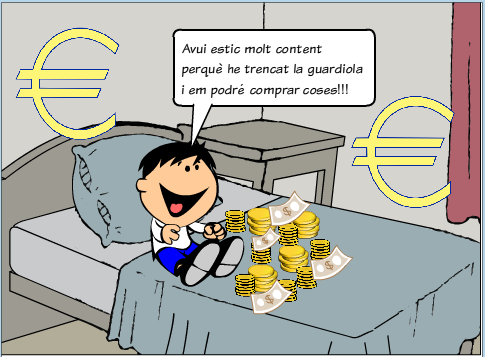 €
Avui estic molt content
perquè he trencat la guardiola
i em podré comprar coses!!!
€